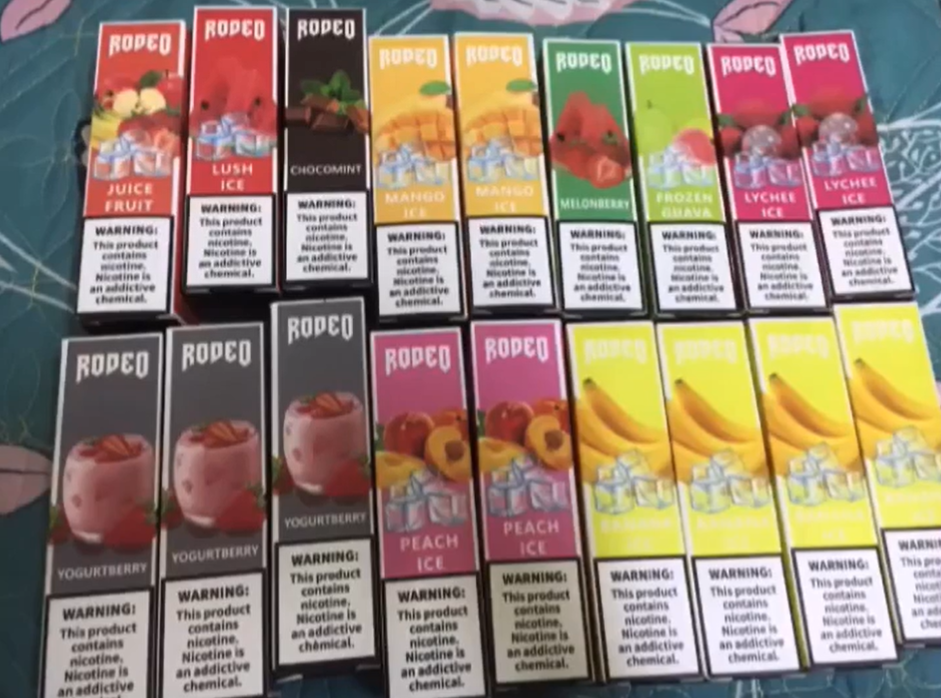 RODEO
JUICE
FRUIT
WARNING:
This product
contains
nicotine.
Nicotine is
an addictive
chemical.
RODEO
LUSH
ICE
WARNING:
This product
contains
nicotine.
Nicotine is
an addictive
chemical.
RODEO
CHOCOMINT
WARNING:
This product
contains
nicotine.
Nicotine is
an addictive
chemical.
RODEO
MANGO
ICE
WARNING:
This product
contains
nicotine.
Nicotine is
an addictive
chemical.
RODEO
MANGO
ICE
WARNING:
This product
contains
nicotine.
Nicotine is
an addictive
chemical.
RODEO
MELONBERRY
WARNING:
This product
contains
nicotine.
Nicotine is
an addictive
chemical.
RODEO
FROZEN
GUAVA
WARNING:
This product
contains
nicotine.
Nicotine is
an addictive
chemical.
RODEO
LYCHEE
ICE
WARNING:
This product
contains
nicotine.
Nicotine is
an addictive
chemical.
RODEO
LYCHEE
ICE
WARNING:
This product
contains
nicotine.
Nicotine is
an addictive
chemical.
RODEO
YOGURTBERRY
WARNING:
This product
contains
nicotine.
Nicotine is
an addictive
chemical.
RODEO
YOGURTBERRY
WARNING:
This product
contains
nicotine.
Nicotine is
an addictive
chemical.
RODEO
YOGURTBERRY
WARNING:
This product
contains
nicotine.
Nicotine is
an addictive
chemical.
RODEO
PEACH
ICE
WARNING:
This product
contains
nicotine.
Nicotine is
an addictive
chemical.
RODEO
PEACH
ICE
WARNING:
This product
contains
nicotine.
Nicotine is
an addictive
chemical.
RODEO
WARNING:
This product
contains
nicotine.
Nicotine is
an addictive
chemical.
RODEO
WARNING:
This product
contains
nicotine.
Nicotine is
an addictive
chemical.
RODEO
WARNING:
This product
contains
nicotine.
Nicotine is
an addictive
chemical.
RODEO